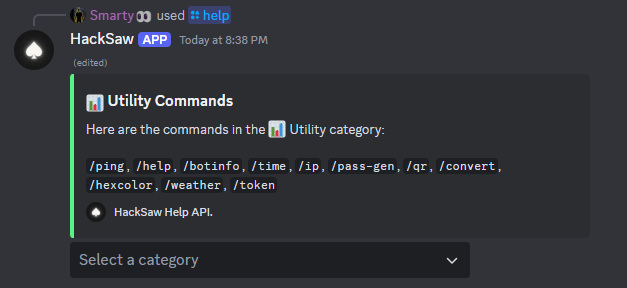 Smarty👀 used help
HackSaw APP Today at 8:38 PM
(edited)
📊 Utility Commands
Here are the commands in the 📊 Utility category:
/ping, /help, /botinfo, /time, /ip, /pass-gen, /qr, /convert,
/hexcolor, /weather, /token
HackSaw Help API.
Select a category